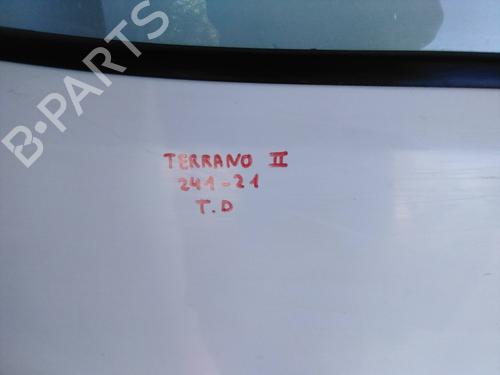 B-PARTS
TERRANO II
241-21
T.D